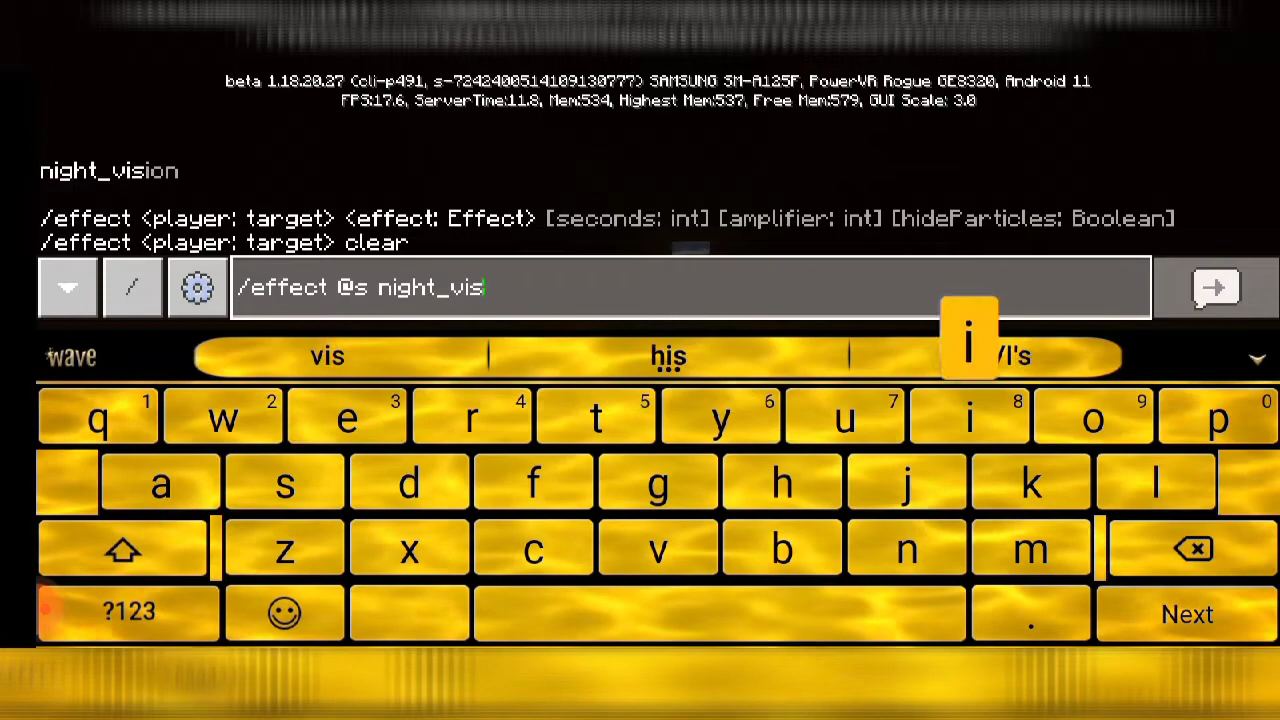 beta 1.18.20.27 (cli-p491, s-7242400514109130777) SAMSUNG SM-A125F, PowerVR Rogue GE8320, Android 11
FPS:17.6, ServerTime:11.8, Mem:534, Highest Mem:537, Free Mem:579, GUI Scale: 3.0
night_vision
/effect <player: target> <effect: Effect> [seconds: int] [amplifier: int] [hideParticles: Boolean]
/effect <player: target> clear
/ /effect @s night_vis
wave vis his VI's
i
q 1 w 2 e 3 r 4 t 5 y 6 u 7 i 8 o 9 p 0
a s d f g h j k l
z x c v b n m
?123 . Next